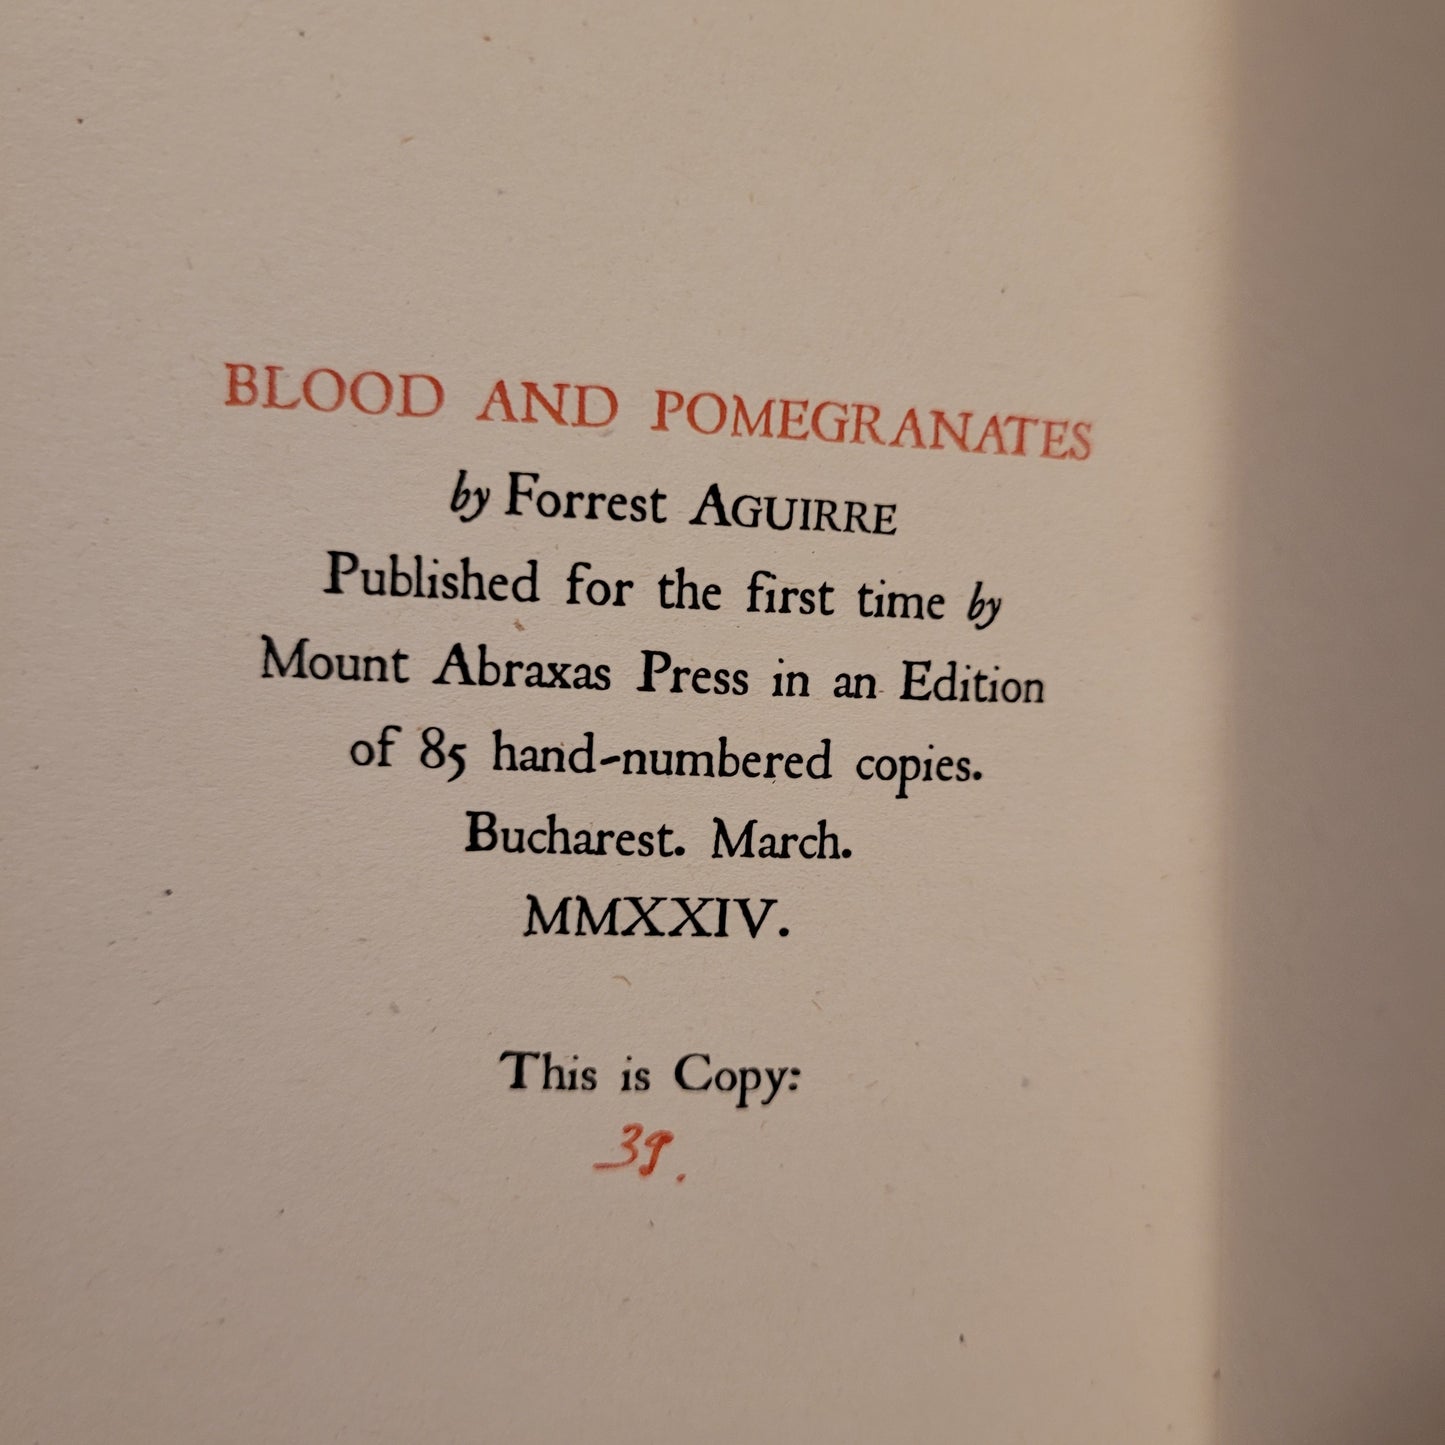 BLOOD AND POMEGRANATES
by Forrest AGUIRRE
Published for the first time by
Mount Abraxas Press in an Edition
of 85 hand-numbered copies.
Bucharest. March.
MMXXIV.
This is Copy:
39.